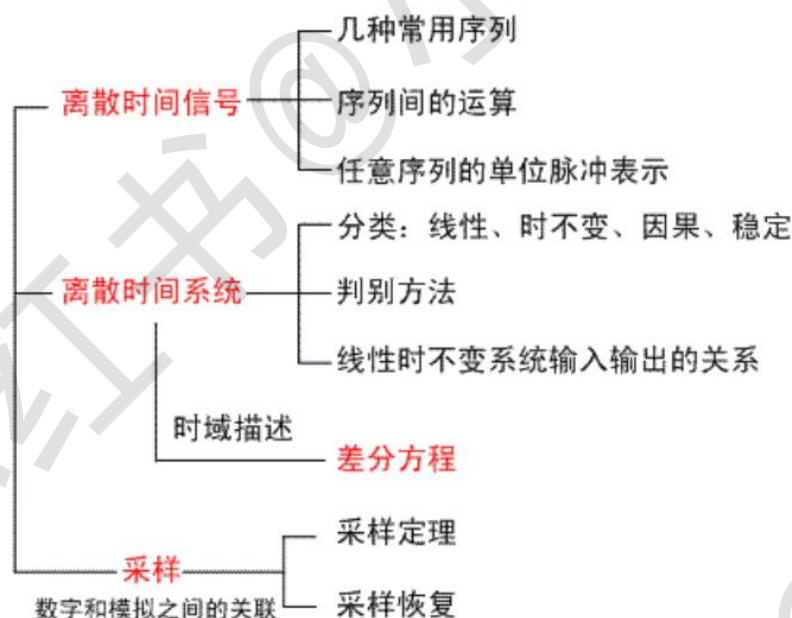 几种常用序列
离散时间信号
序列间的运算
任意序列的单位脉冲表示
分类：线性、时不变、因果、稳定
离散时间系统
判别方法
线性时不变系统输入输出的关系
时域描述
差分方程
采样定理
采样
数字和模拟之间的关联
采样恢复
红书@